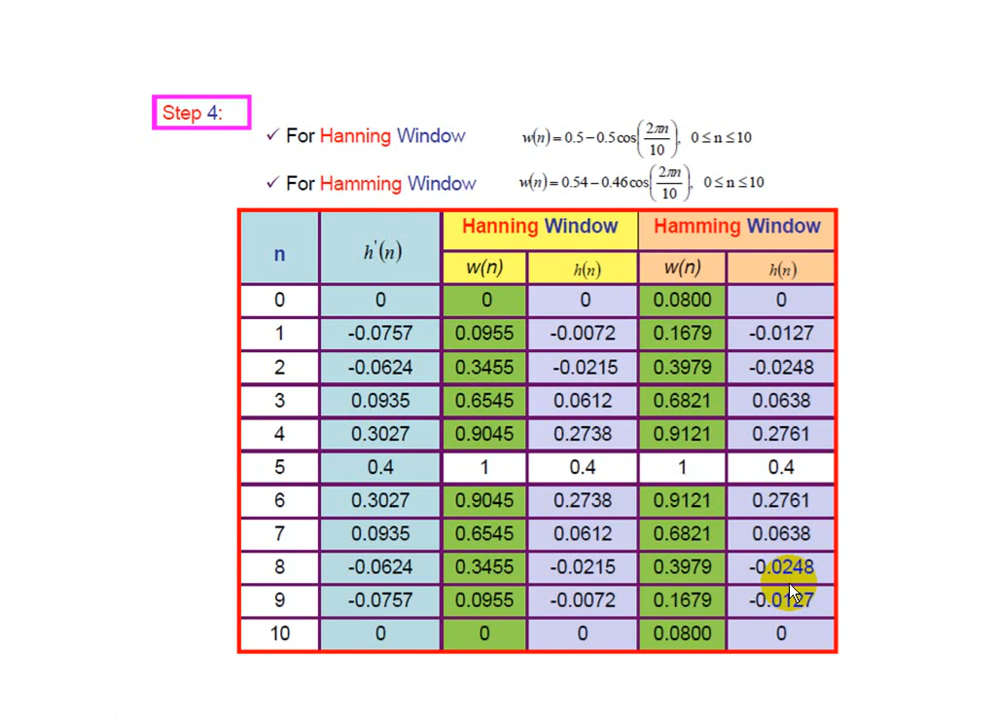 Step 4:
✓ For Hanning Window w(n) = 0.5 − 0.5cos(2πn/10), 0 ≤ n ≤ 10
✓ For Hamming Window w(n) = 0.54 − 0.46cos(2πn/10), 0 ≤ n ≤ 10
n h'(n) Hanning Window Hamming Window
w(n) h(n) w(n) h(n)
0 0 0 0 0.0800 0
1 -0.0757 0.0955 -0.0072 0.1679 -0.0127
2 -0.0624 0.3455 -0.0215 0.3979 -0.0248
3 0.0935 0.6545 0.0612 0.6821 0.0638
4 0.3027 0.9045 0.2738 0.9121 0.2761
5 0.4 1 0.4 1 0.4
6 0.3027 0.9045 0.2738 0.9121 0.2761
7 0.0935 0.6545 0.0612 0.6821 0.0638
8 -0.0624 0.3455 -0.0215 0.3979 -0.0248
9 -0.0757 0.0955 -0.0072 0.1679 -0.0127
10 0 0 0 0.0800 0